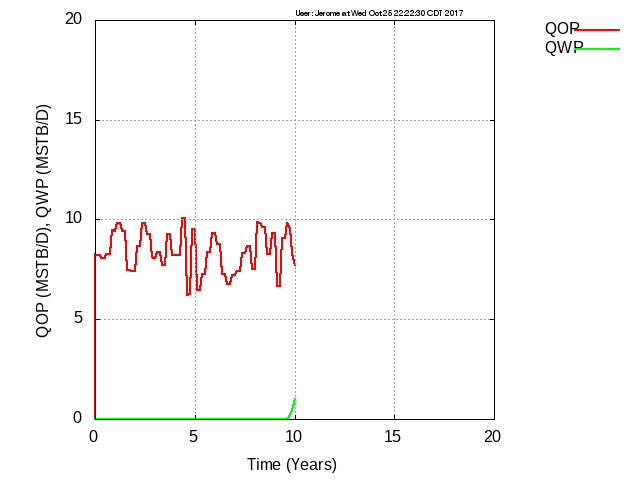 User: Jerome at Wed Oct 25 22:22:30 CDT 2017
QOP
QWP
20
15
10
5
0
QOP (MSTB/D), QWP (MSTB/D)
0 5 10 15 20
Time (Years)